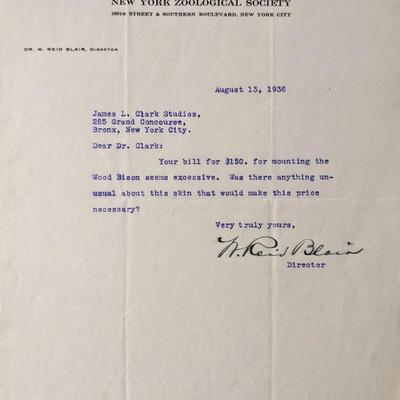 NEW YORK ZOOLOGICAL SOCIETY
185TH STREET & SOUTHERN BOULEVARD, NEW YORK CITY
DR. W. REID BLAIR, DIRECTOR
August 13, 1936
James L. Clark Studios,
285 Grand Concourse,
Bronx, New York City.
Dear Dr. Clark:
Your bill for $150. for mounting the
Wood Bison seems excessive. Was there anything un-
usual about this skin that would make this price
necessary?
Very truly yours,
W. Reid Blair
Director